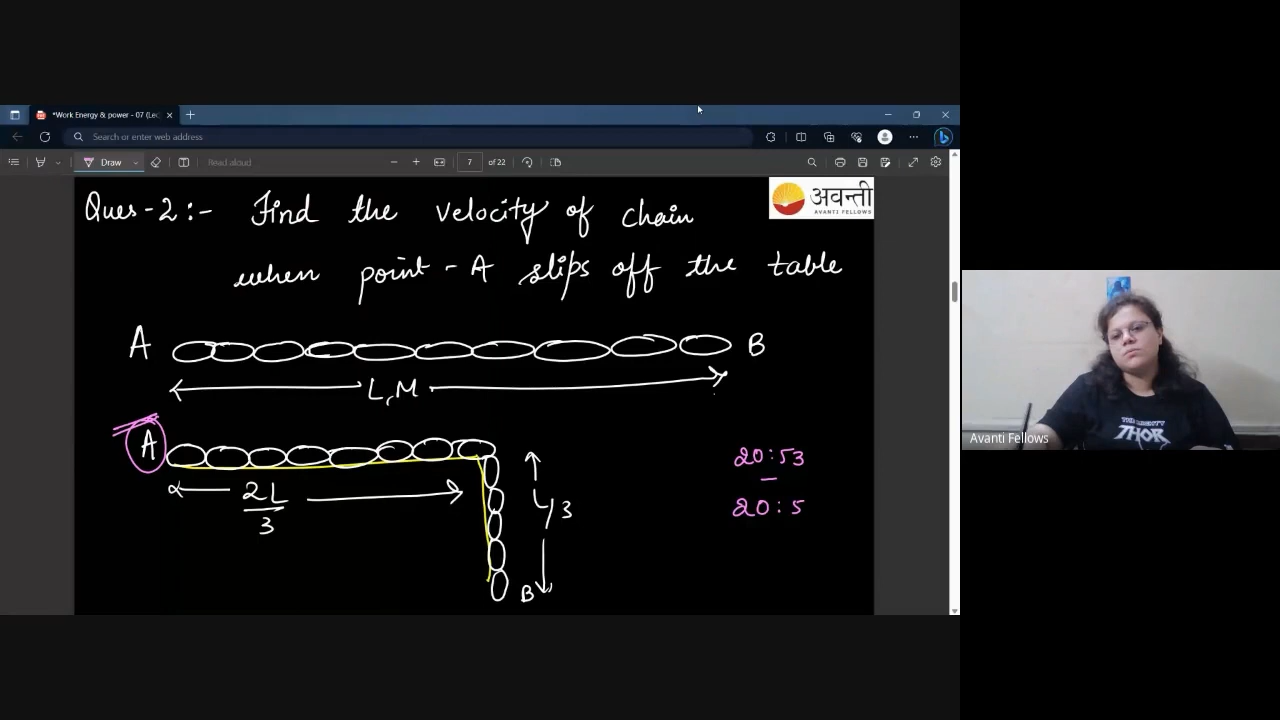 *Work Energy & power - 07 (Lec
Search or enter web address
Draw
Read aloud
7 of 22
Ques-2:- Find the velocity of chain
when point-A slips off the table
अवन्ती
AVANTI FELLOWS
A B
L,M
A
2L/3
L/3
B
20:53
20:5
THE MIGHTY
THOR
Avanti Fellows